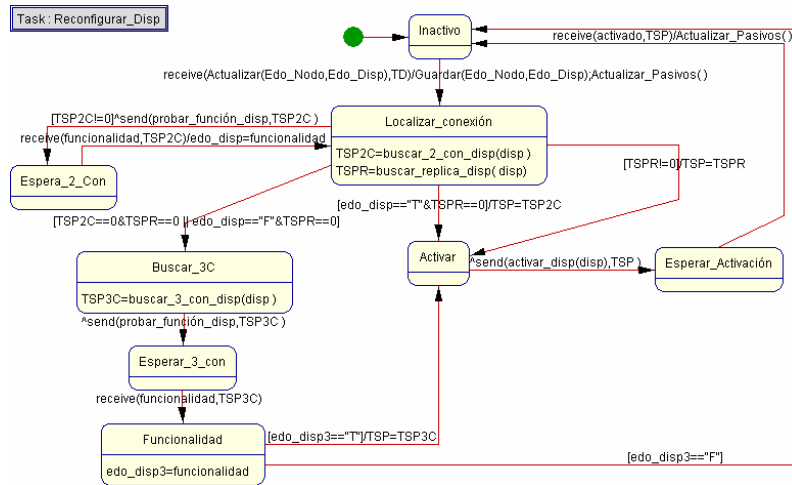 Task : Reconfigurar_Disp
Inactivo
receive(activado,TSP)/Actualizar_Pasivos()
receive(Actualizar(Edo_Nodo,Edo_Disp),TD)/Guardar(Edo_Nodo,Edo_Disp);Actualizar_Pasivos()
[TSP2C!=0]^send(probar_función_disp,TSP2C )
Localizar_conexión
receive(funcionalidad,TSP2C)/edo_disp=funcionalidad
TSP2C=buscar_2_con_disp(disp )
TSPR=buscar_replica_disp( disp)
[TSPR!=0]/TSP=TSPR
Espera_2_Con
[edo_disp=="T"&TSPR==0]/TSP=TSP2C
[TSP2C==0&TSPR==0 || edo_disp=="F"&TSPR==0]
Activar
^send(activar_disp(disp),TSP )
Esperar_Activación
Buscar_3C
TSP3C=buscar_3_con_disp(disp )
^send(probar_función_disp,TSP3C )
Esperar_3_con
receive(funcionalidad,TSP3C)
Funcionalidad
[edo_disp3=="T"]/TSP=TSP3C
[edo_disp3=="F"]
edo_disp3=funcionalidad